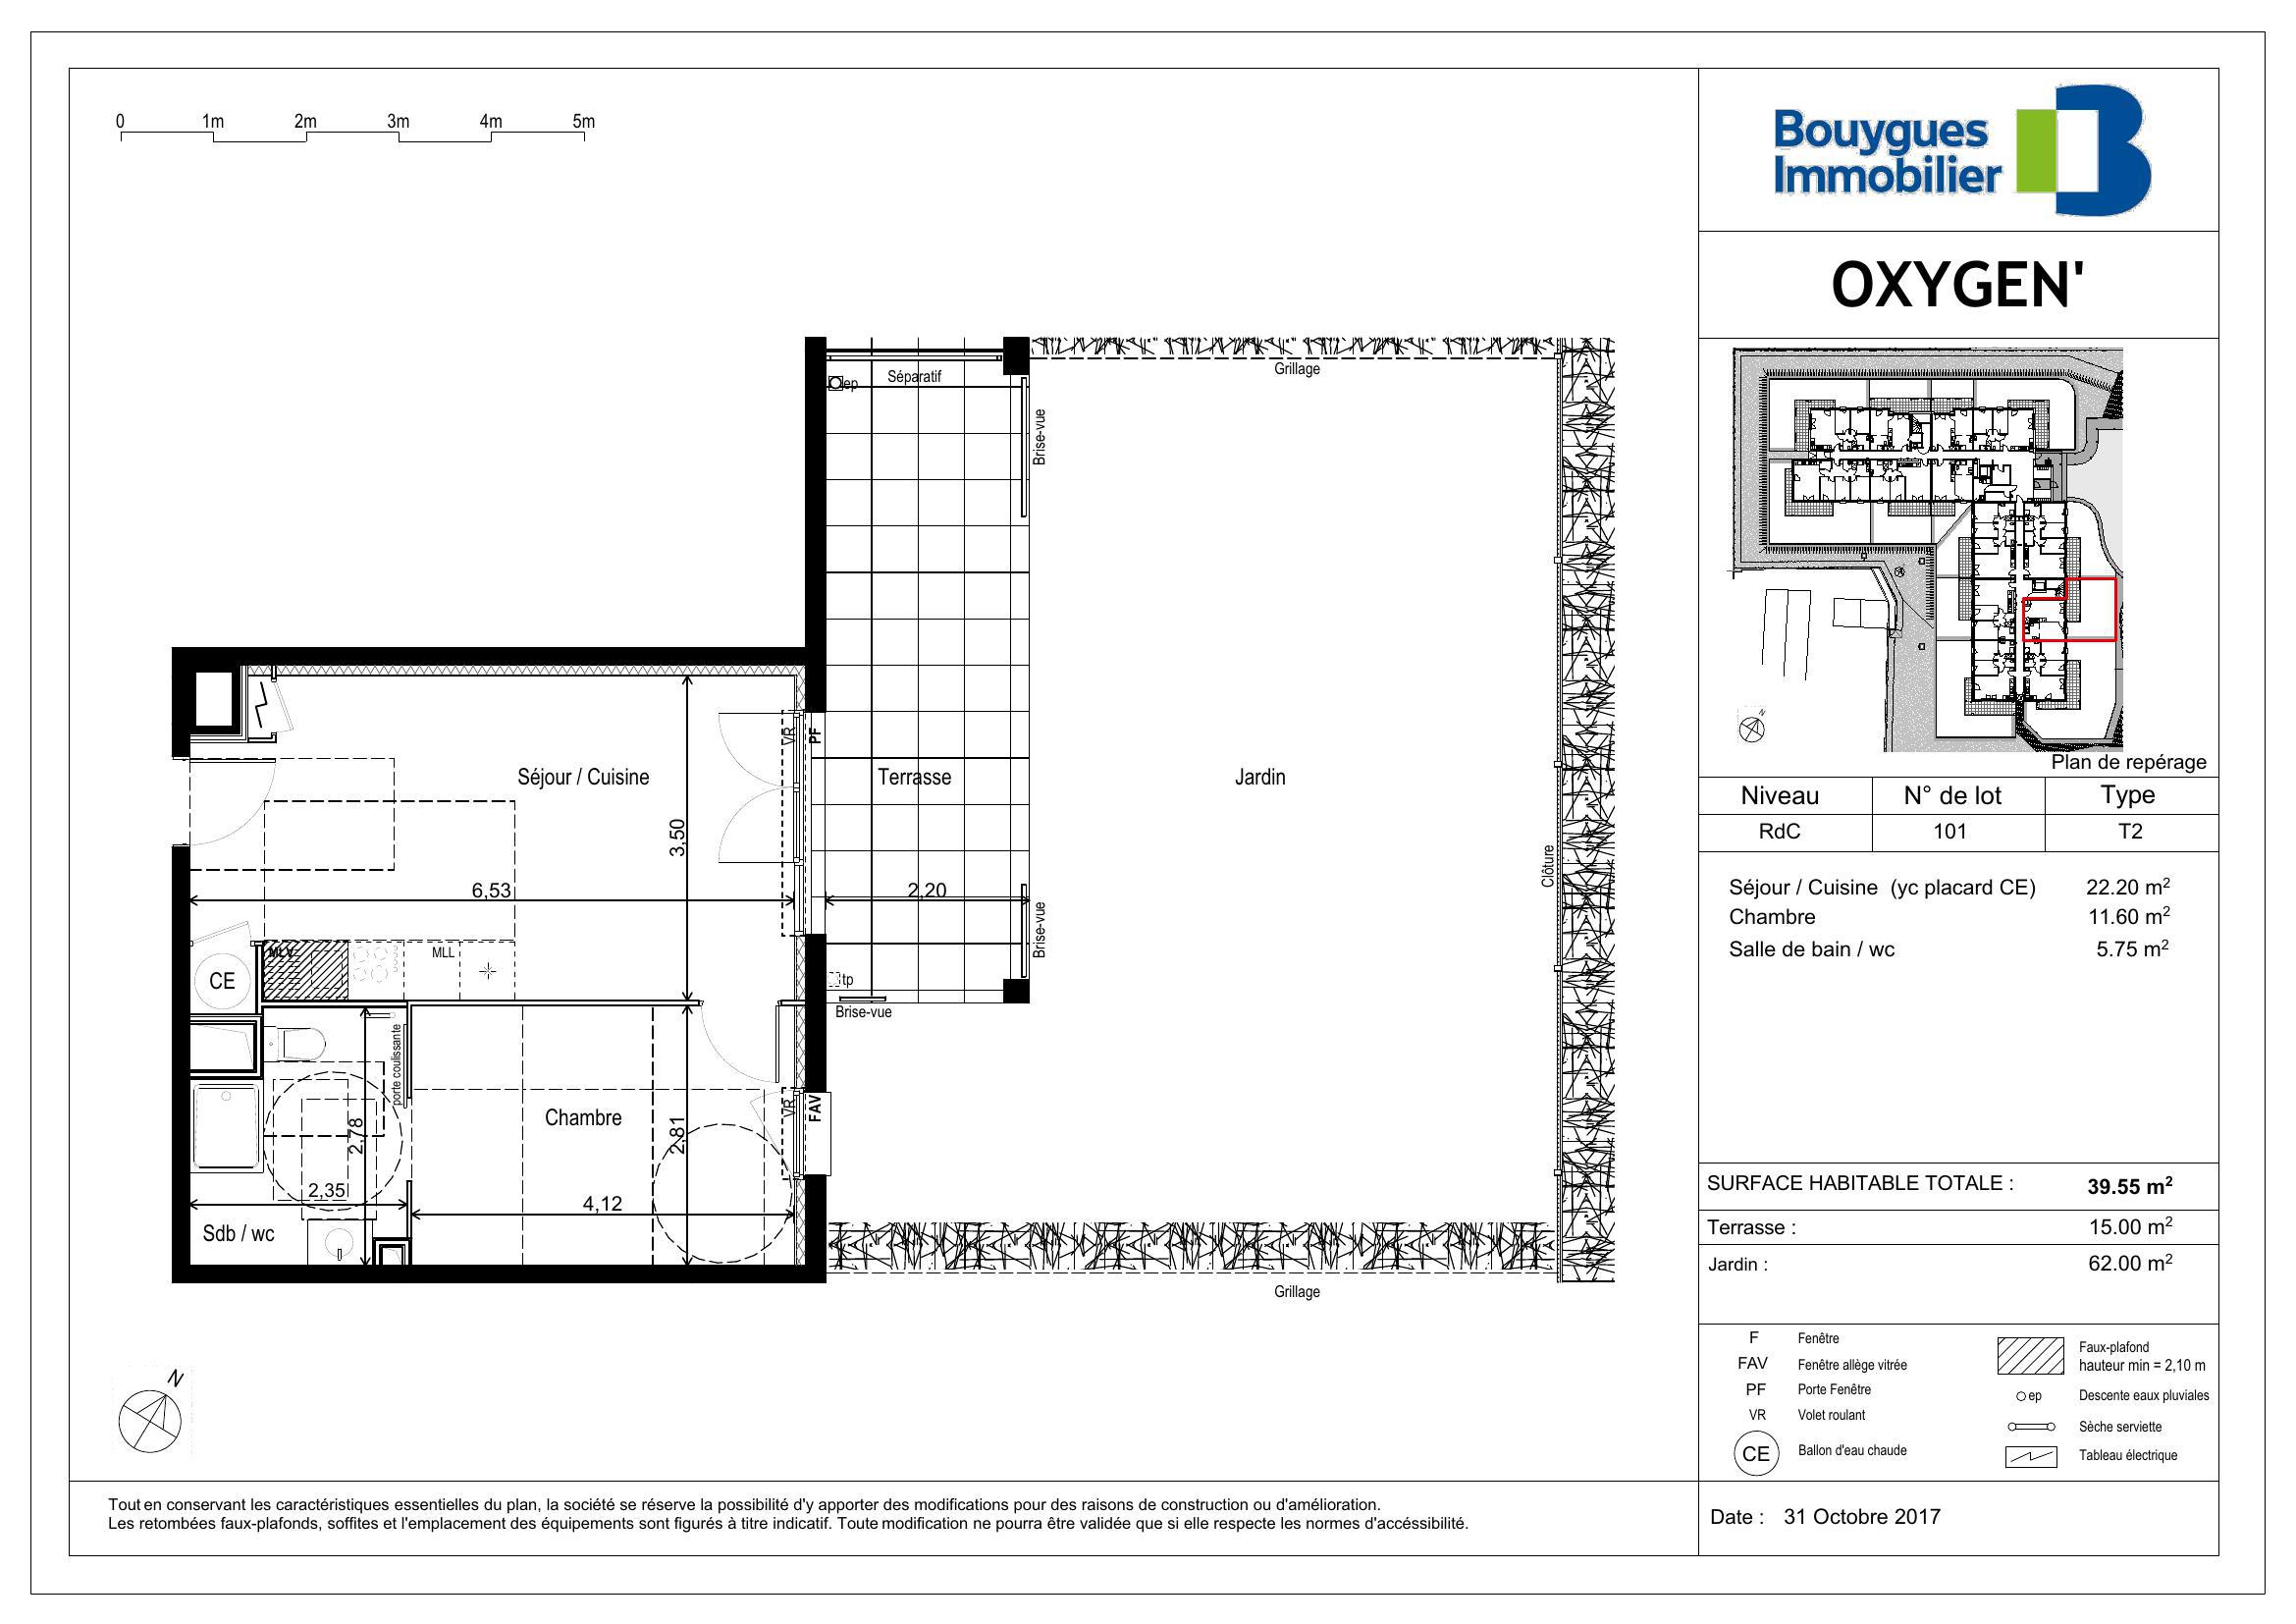 0 1m 2m 3m 4m 5m
Bouygues
Immobilier
OXYGEN'
ep
Séparatif
Grillage
Brise-vue
N
Plan de repérage
Niveau N° de lot Type
RdC 101 T2
Séjour / Cuisine
VR
PF
Terrasse
Jardin
3,50
6,53
2,20
Clôture
Brise-vue
MLV
MLL
CE
tp
Brise-vue
porte coulissante
Chambre
VR
FAV
2,78
2,81
2,35
4,12
Sdb / wc
Grillage
N
Séjour / Cuisine (yc placard CE) 22.20 m²
Chambre 11.60 m²
Salle de bain / wc 5.75 m²
SURFACE HABITABLE TOTALE : 39.55 m²
Terrasse : 15.00 m²
Jardin : 62.00 m²
F Fenêtre
FAV Fenêtre allège vitrée
PF Porte Fenêtre
VR Volet roulant
CE Ballon d'eau chaude
Faux-plafond
hauteur min = 2,10 m
ep Descente eaux pluviales
Sèche serviette
Tableau électrique
Tout en conservant les caractéristiques essentielles du plan, la société se réserve la possibilité d'y apporter des modifications pour des raisons de construction ou d'amélioration.
Les retombées faux-plafonds, soffites et l'emplacement des équipements sont figurés à titre indicatif. Toute modification ne pourra être validée que si elle respecte les normes d'accéssibilité.
Date : 31 Octobre 2017